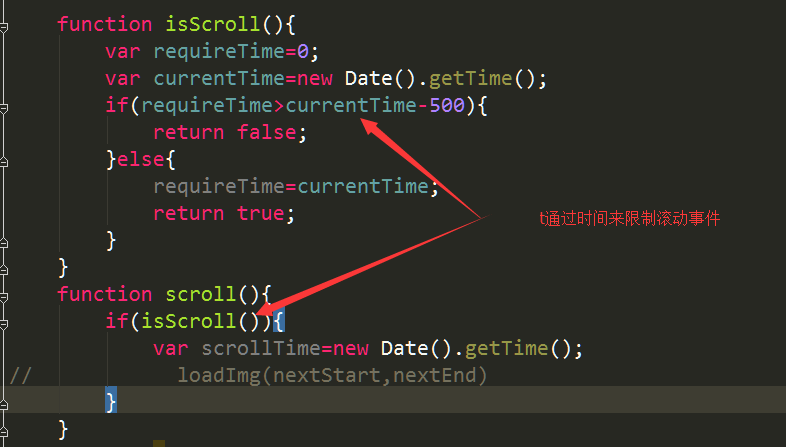 function isScroll(){
var requireTime=0;
var currentTime=new Date().getTime();
if(requireTime>currentTime-500){
return false;
}else{
requireTime=currentTime;
return true;
}
}
function scroll(){
if(isScroll()){
var scrollTime=new Date().getTime();
// loadImg(nextStart,nextEnd)
}
}
t通过时间来限制滚动事件